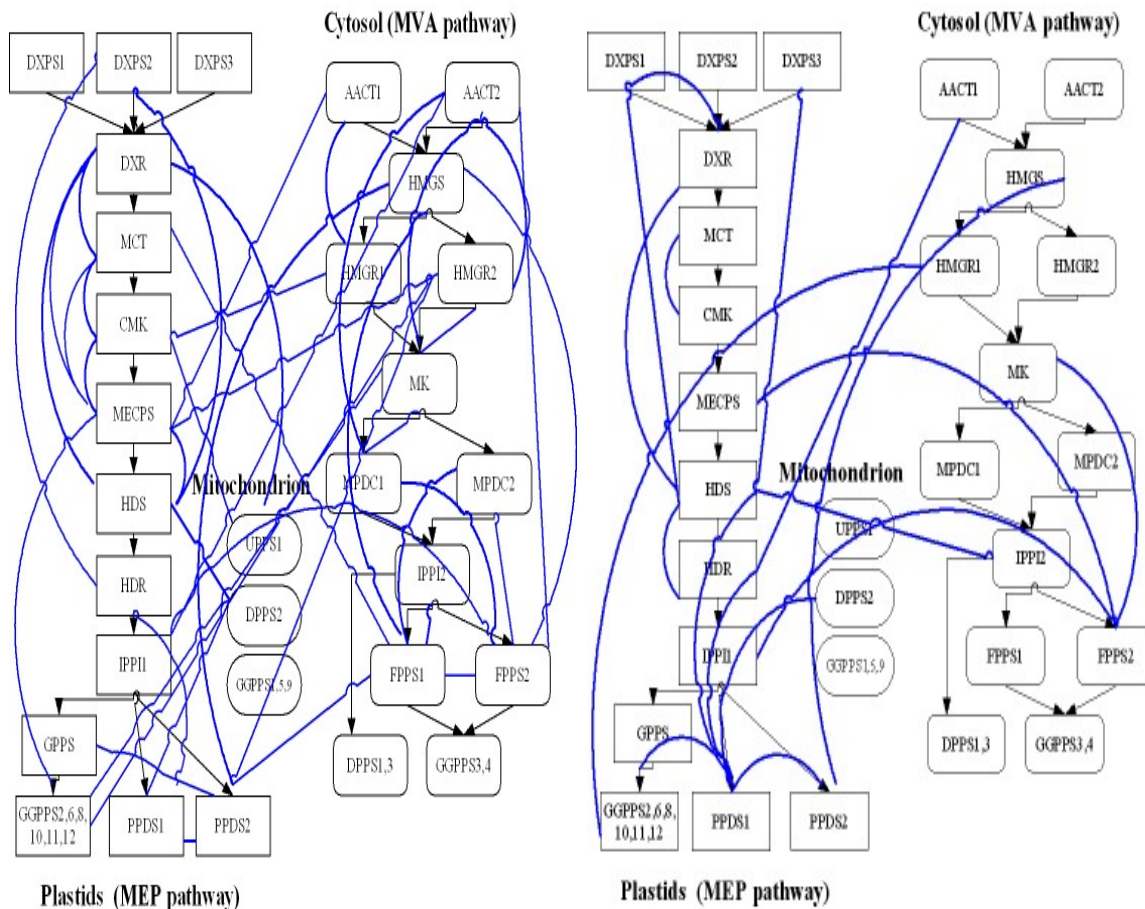 Cytosol (MVA pathway)
DXPS1
DXPS2
DXPS3
AACT1
AACT2
DXR
HMGS
MCT
HMGR1
HMGR2
CMK
MK
MECPS
MPDC1
MPDC2
HDS
Mitochondrion
UPPS1
IPPI2
HDR
DPPS2
IPPI1
GGPPS1,5,9
FPPS1
FPPS2
GPPS
DPPS1,3
GGPPS3,4
GGPPS2,6,8,
10,11,12
PPDS1
PPDS2
Plastids (MEP pathway)
Cytosol (MVA pathway)
DXPS1
DXPS2
DXPS3
AACT1
AACT2
DXR
HMGS
MCT
HMGR1
HMGR2
CMK
MK
MECPS
MPDC1
MPDC2
HDS
Mitochondrion
UPPS1
IPPI2
HDR
DPPS2
IPPI1
GGPPS1,5,9
FPPS1
FPPS2
GPPS
DPPS1,3
GGPPS3,4
GGPPS2,6,8,
10,11,12
PPDS1
PPDS2
Plastids (MEP pathway)